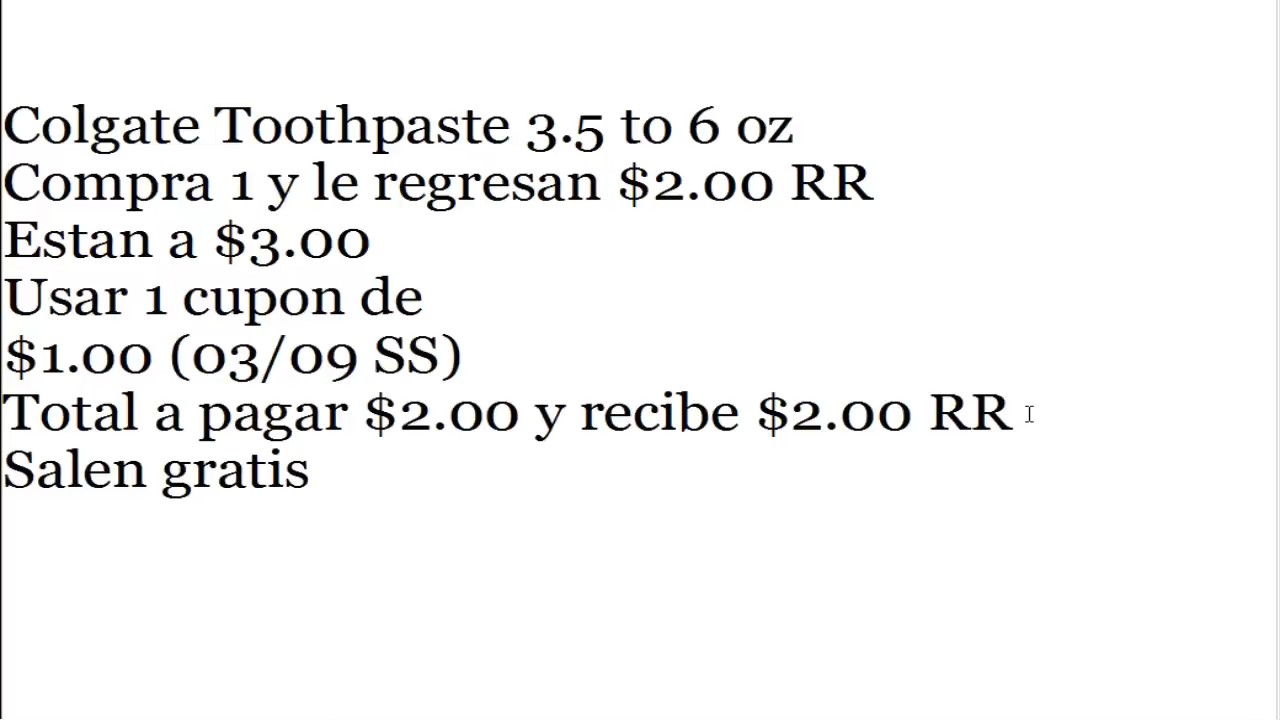 Colgate Toothpaste 3.5 to 6 oz
Compra 1 y le regresan $2.00 RR
Estan a $3.00
Usar 1 cupon de
$1.00 (03/09 SS)
Total a pagar $2.00 y recibe $2.00 RR
Salen gratis